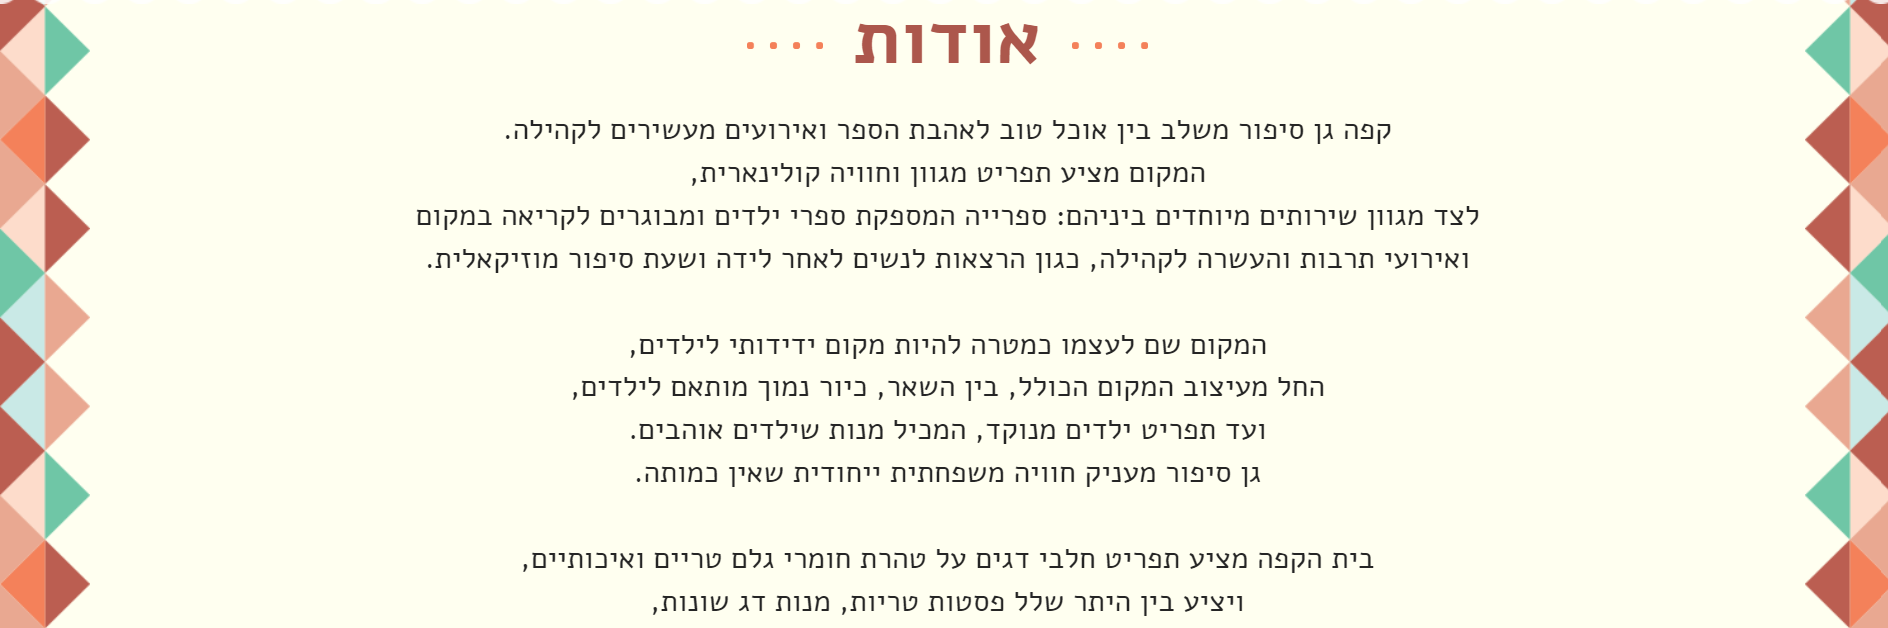 אודות
קפה גן סיפור משלב בין אוכל טוב לאהבת הספר ואירועים מעשירים לקהילה.
המקום מציע תפריט מגוון וחוויה קולינארית,
לצד מגוון שירותים מיוחדים ביניהם: ספרייה המספקת ספרי ילדים ומבוגרים לקריאה במקום
ואירועי תרבות והעשרה לקהילה, כגון הרצאות לנשים לאחר לידה ושעת סיפור מוזיקאלית.
המקום שם לעצמו כמטרה להיות מקום ידידותי לילדים,
החל מעיצוב המקום הכולל, בין השאר, כיור נמוך מותאם לילדים,
ועד תפריט ילדים מנוקד, המכיל מנות שילדים אוהבים.
גן סיפור מעניק חוויה משפחתית ייחודית שאין כמותה.
בית הקפה מציע תפריט חלבי דגים על טהרת חומרי גלם טריים ואיכותיים,
ויציע בין היתר שלל פסטות טריות, מנות דג שונות,